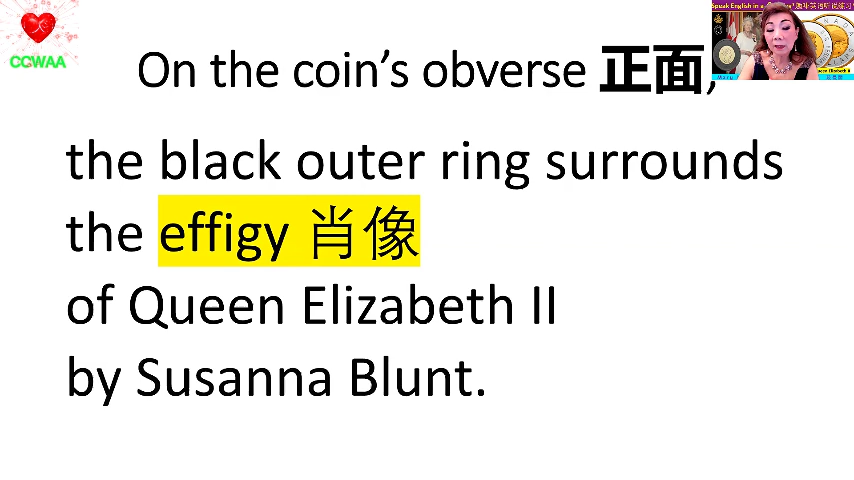 CCWAA
On the coin's obverse 正面,
the black outer ring surrounds
the effigy 肖像
of Queen Elizabeth II
by Susanna Blunt.
Speak English in a